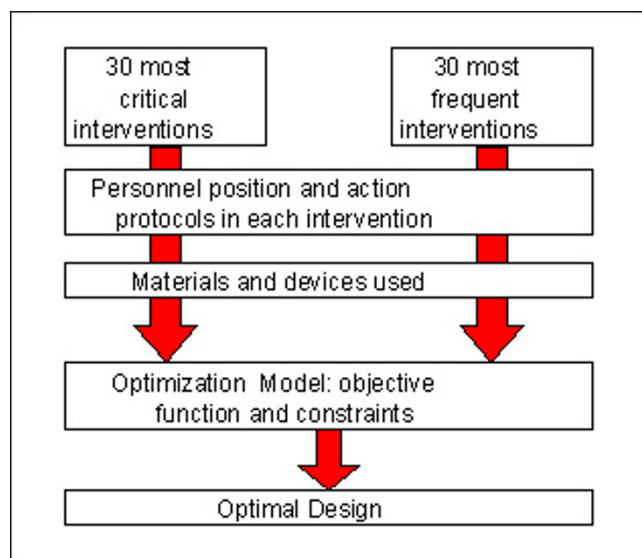 30 most
critical
interventions
30 most
frequent
interventions
Personnel position and action
protocols in each intervention
Materials and devices used
Optimization Model: objective
function and constraints
Optimal Design